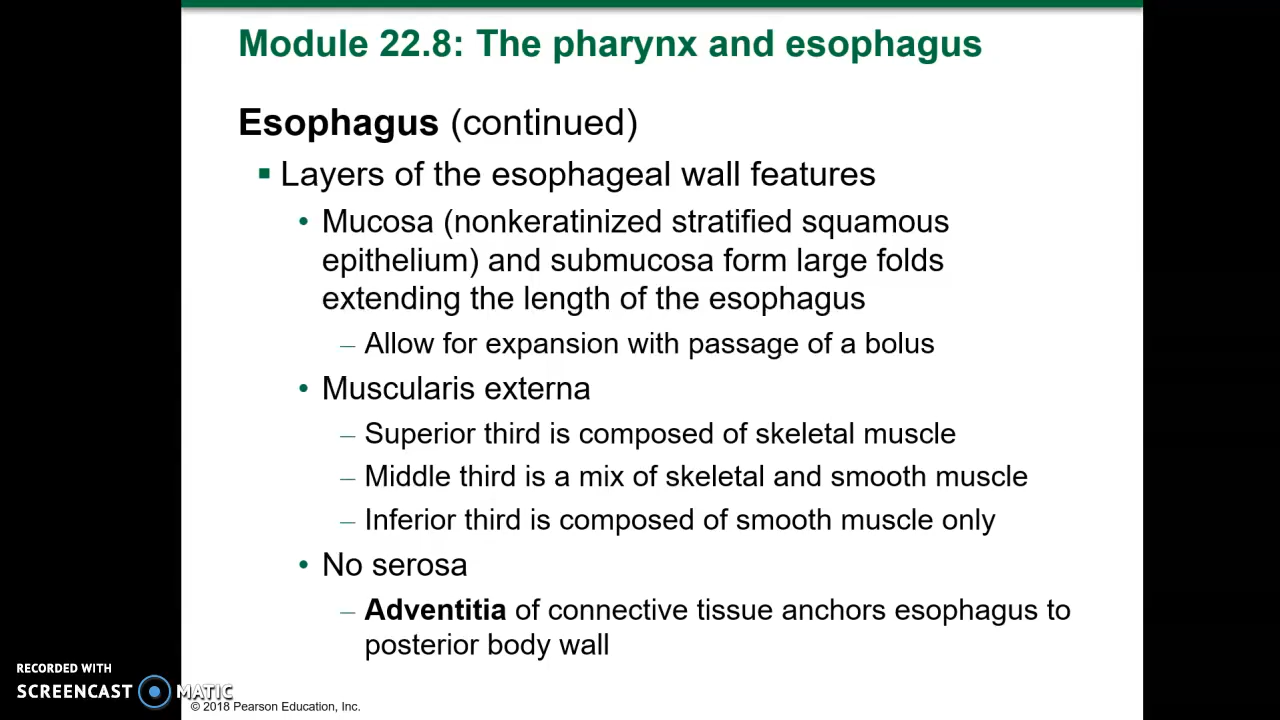 Module 22.8: The pharynx and esophagus
Esophagus (continued)
▪ Layers of the esophageal wall features
• Mucosa (nonkeratinized stratified squamous
epithelium) and submucosa form large folds
extending the length of the esophagus
– Allow for expansion with passage of a bolus
• Muscularis externa
– Superior third is composed of skeletal muscle
– Middle third is a mix of skeletal and smooth muscle
– Inferior third is composed of smooth muscle only
• No serosa
– Adventitia of connective tissue anchors esophagus to
posterior body wall
RECORDED WITH
SCREENCAST MATIC
© 2018 Pearson Education, Inc.